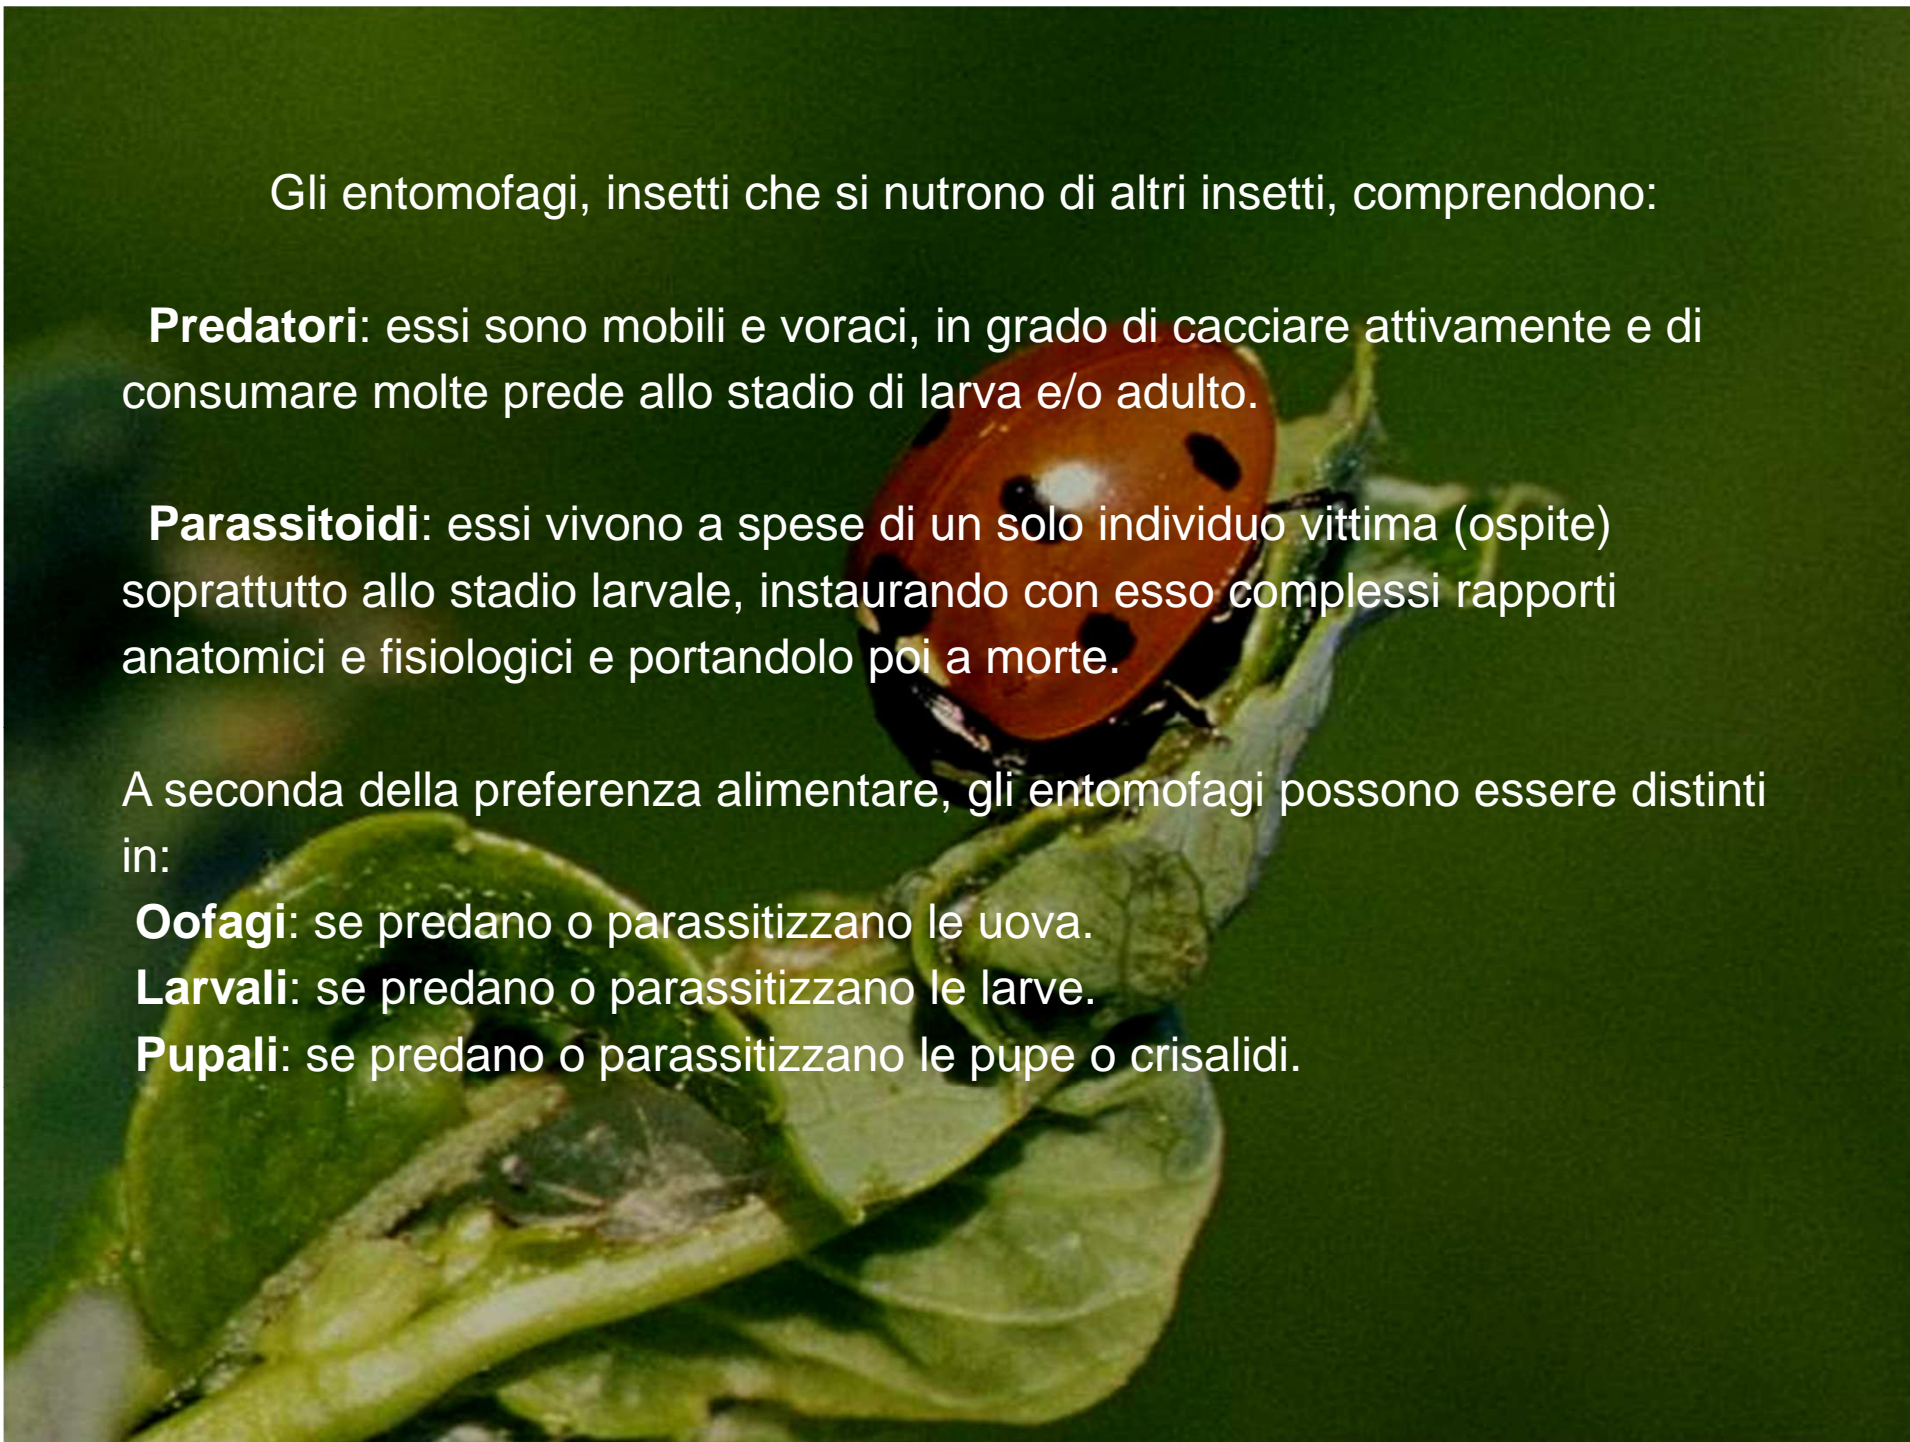 Gli entomofagi, insetti che si nutrono di altri insetti, comprendono:
Predatori: essi sono mobili e voraci, in grado di cacciare attivamente e di
consumare molte prede allo stadio di larva e/o adulto.
Parassitoidi: essi vivono a spese di un solo individuo vittima (ospite)
soprattutto allo stadio larvale, instaurando con esso complessi rapporti
anatomici e fisiologici e portandolo poi a morte.
A seconda della preferenza alimentare, gli entomofagi possono essere distinti
in:
Oofagi: se predano o parassitizzano le uova.
Larvali: se predano o parassitizzano le larve.
Pupali: se predano o parassitizzano le pupe o crisalidi.